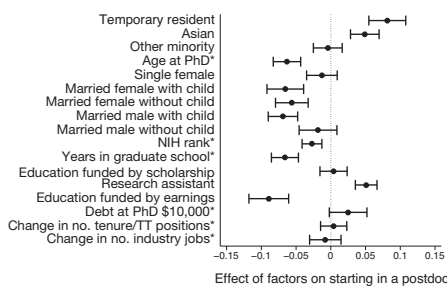 Temporary resident
Asian
Other minority
Age at PhD*
Single female
Married female with child
Married female without child
Married male with child
Married male without child
NIH rank*
Years in graduate school*
Education funded by scholarship
Research assistant
Education funded by earnings
Debt at PhD $10,000*
Change in no. tenure/TT positions*
Change in no. industry jobs*
−0.15 −0.1 −0.05 0 0.05 0.1 0.15
Effect of factors on starting in a postdoc